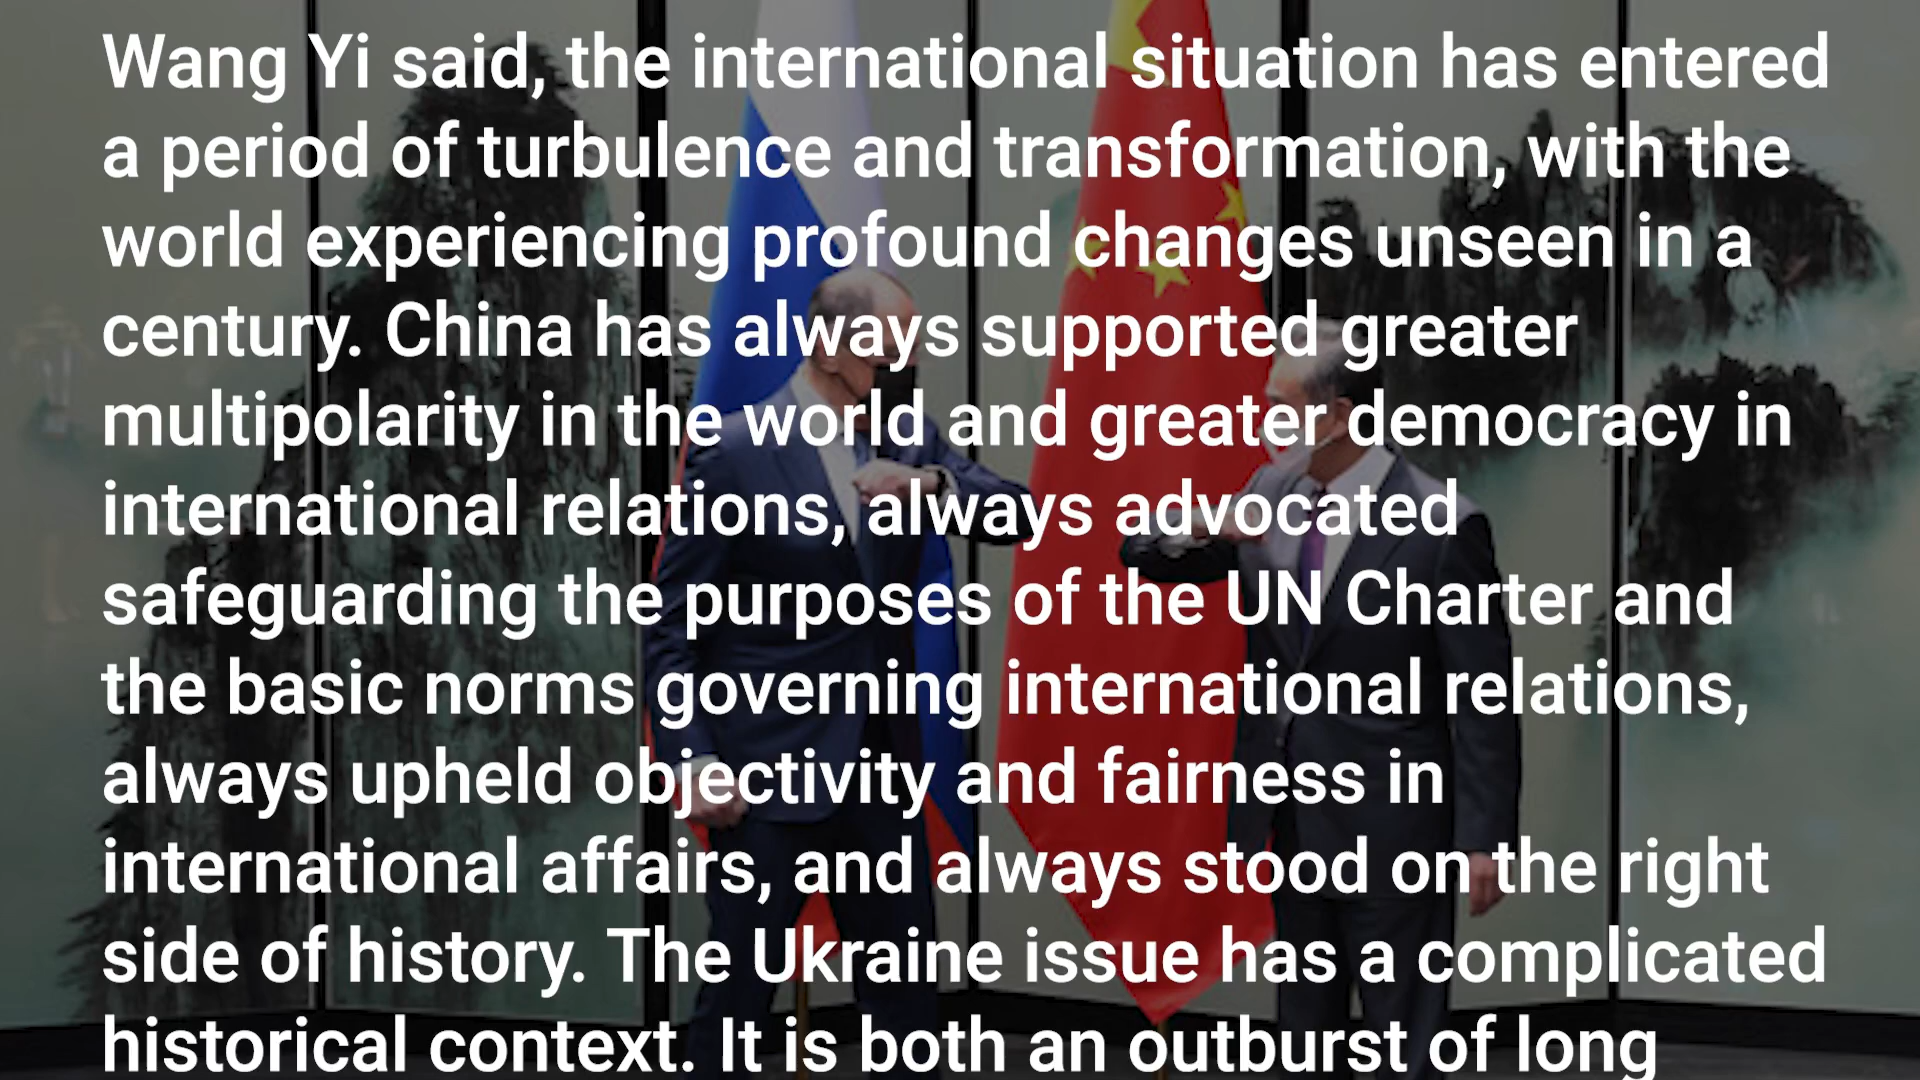 Wang Yi said, the international situation has entered
a period of turbulence and transformation, with the
world experiencing profound changes unseen in a
century. China has always supported greater
multipolarity in the world and greater democracy in
international relations, always advocated
safeguarding the purposes of the UN Charter and
the basic norms governing international relations,
always upheld objectivity and fairness in
international affairs, and always stood on the right
side of history. The Ukraine issue has a complicated
historical context. It is both an outburst of long